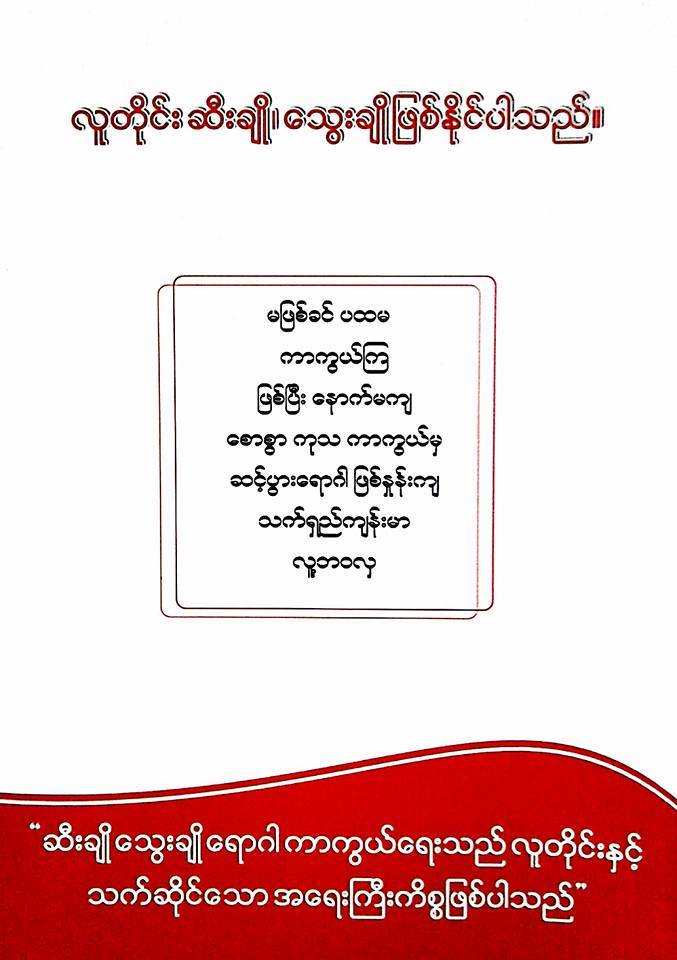 လူတိုင်း ဆီးချို၊ သွေးချိုဖြစ်နိုင်ပါသည်။
မဖြစ်ခင် ပထမ
ကာကွယ်ကြ
ဖြစ်ပြီး နောက်မကျ
စောစွာ ကုသ ကာကွယ်မှ
ဆင့်ပွားရောဂါ ဖြစ်နှုန်းကျ
သက်ရှည်ကျန်းမာ
လူ့ဘဝလှ
“ဆီးချို သွေးချို ရောဂါ ကာကွယ်ရေးသည် လူတိုင်းနှင့်
သက်ဆိုင်သော အရေးကြီးကိစ္စဖြစ်ပါသည်”